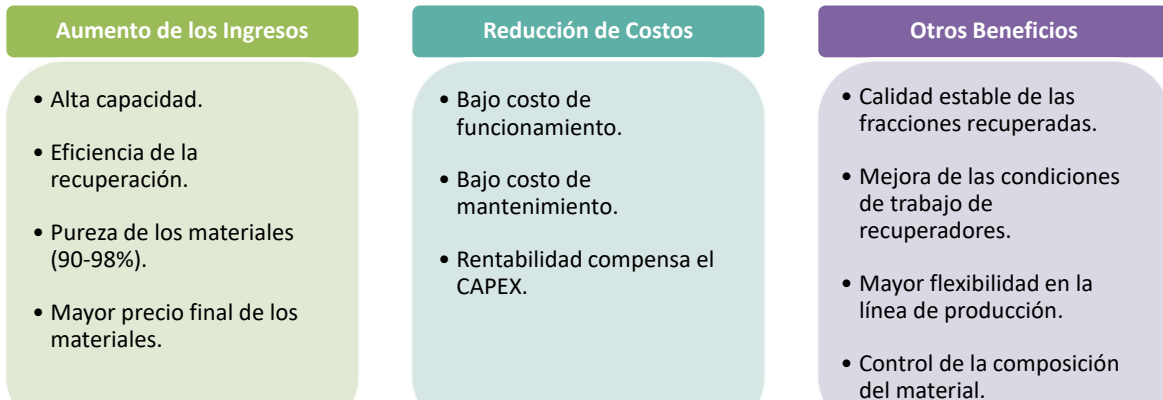 Aumento de los Ingresos
• Alta capacidad.
• Eficiencia de la
recuperación.
• Pureza de los materiales
(90-98%).
• Mayor precio final de los
materiales.
Reducción de Costos
• Bajo costo de
funcionamiento.
• Bajo costo de
mantenimiento.
• Rentabilidad compensa el
CAPEX.
Otros Beneficios
• Calidad estable de las
fracciones recuperadas.
• Mejora de las condiciones
de trabajo de
recuperadores.
• Mayor flexibilidad en la
línea de producción.
• Control de la composición
del material.